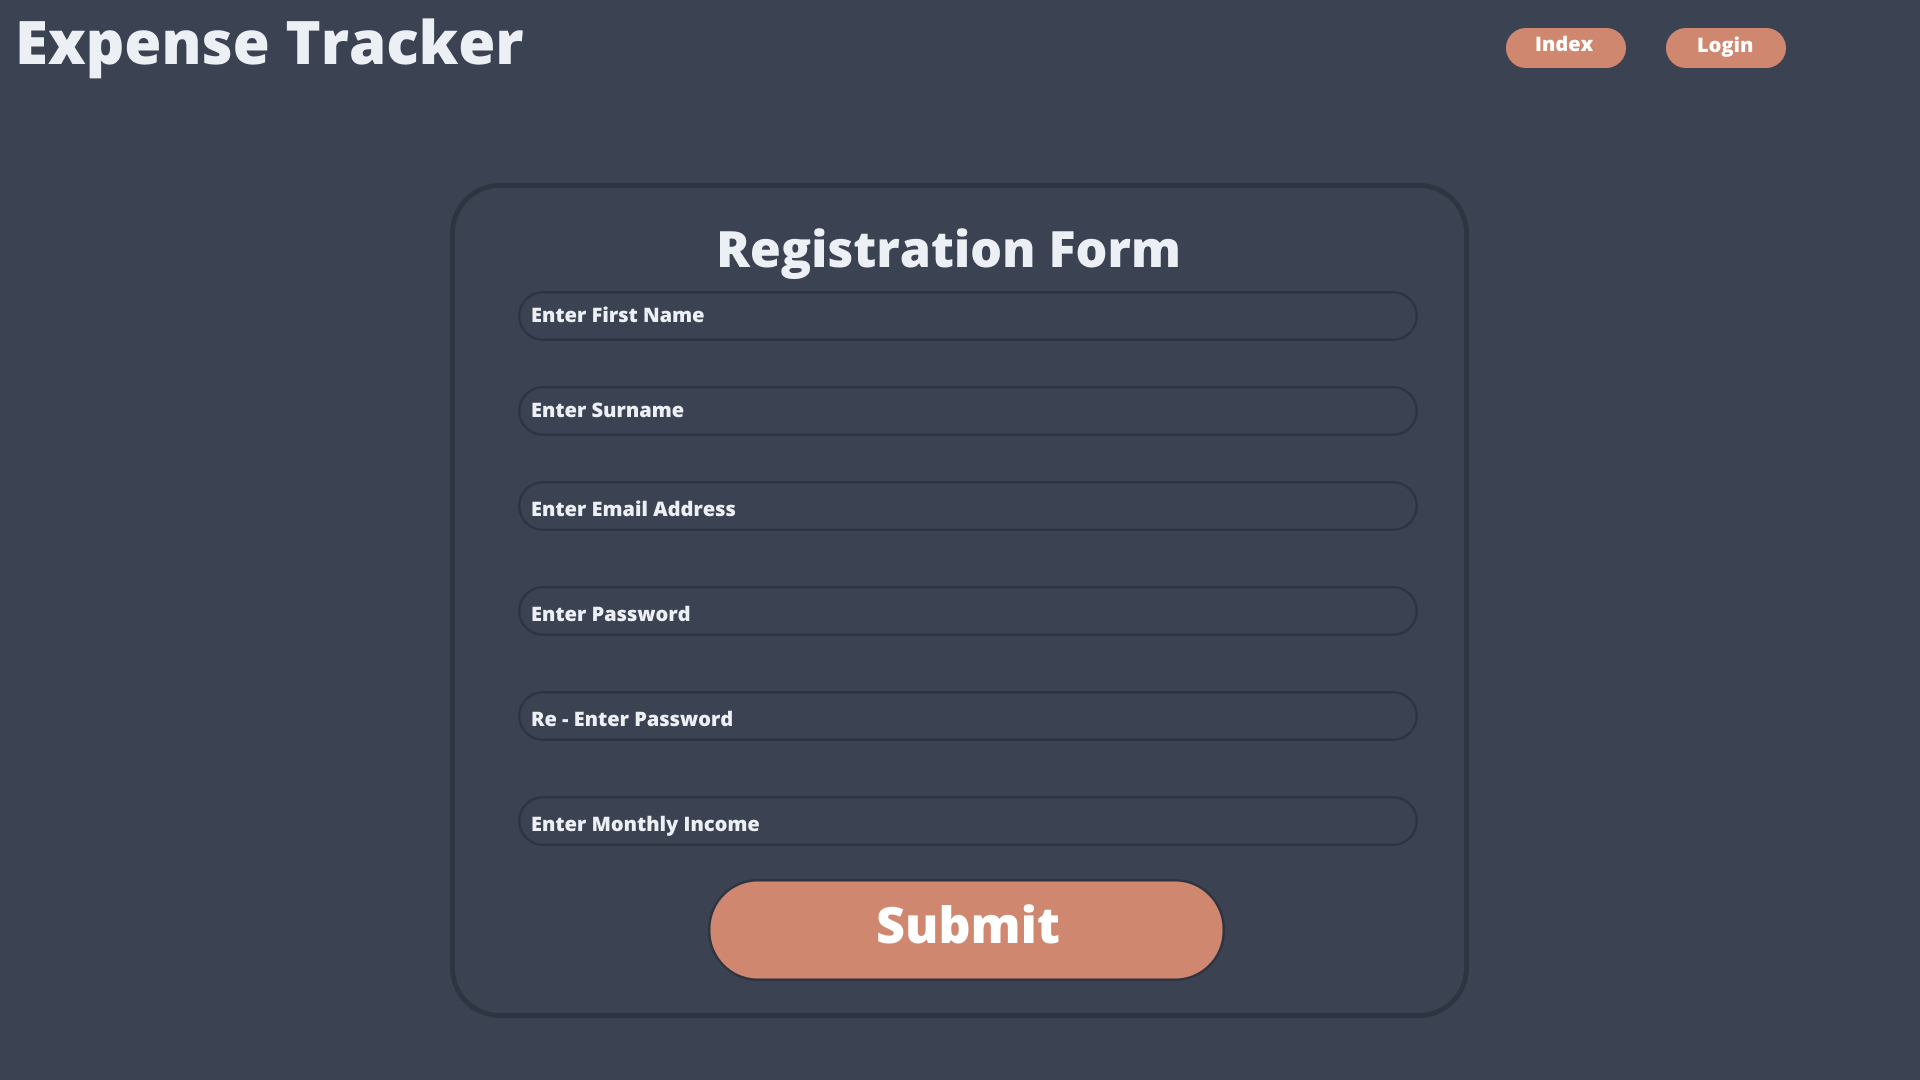 Expense Tracker
Index
Login
Registration Form
Enter First Name
Enter Surname
Enter Email Address
Enter Password
Re - Enter Password
Enter Monthly Income
Submit